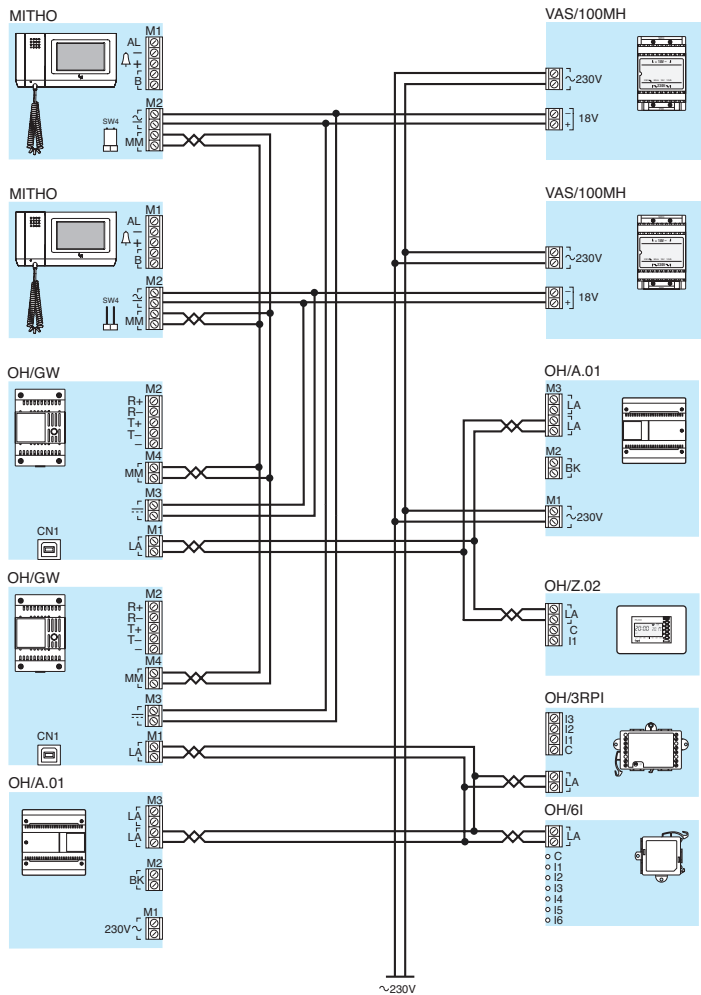 MITHO
M1
AL
–
+
B
M2
SW4
MM
MITHO
M1
AL
–
+
B
M2
SW4
MM
OH/GW
M2
R+
R–
T+
T–
–
M4
MM
M3
CN1
M1
LA
OH/GW
M2
R+
R–
T+
T–
–
M4
MM
M3
CN1
M1
LA
OH/A.01
M3
LA
LA
M2
BK
M1
230V~
VAS/100MH
~230V
–
+
18V
VAS/100MH
~230V
–
+
18V
OH/A.01
M3
LA
LA
M2
BK
M1
~230V
OH/Z.02
LA
C
I1
20:00
OH/3RPI
I3
I2
I1
C
LA
OH/6I
LA
C
I1
I2
I3
I4
I5
I6
~230V